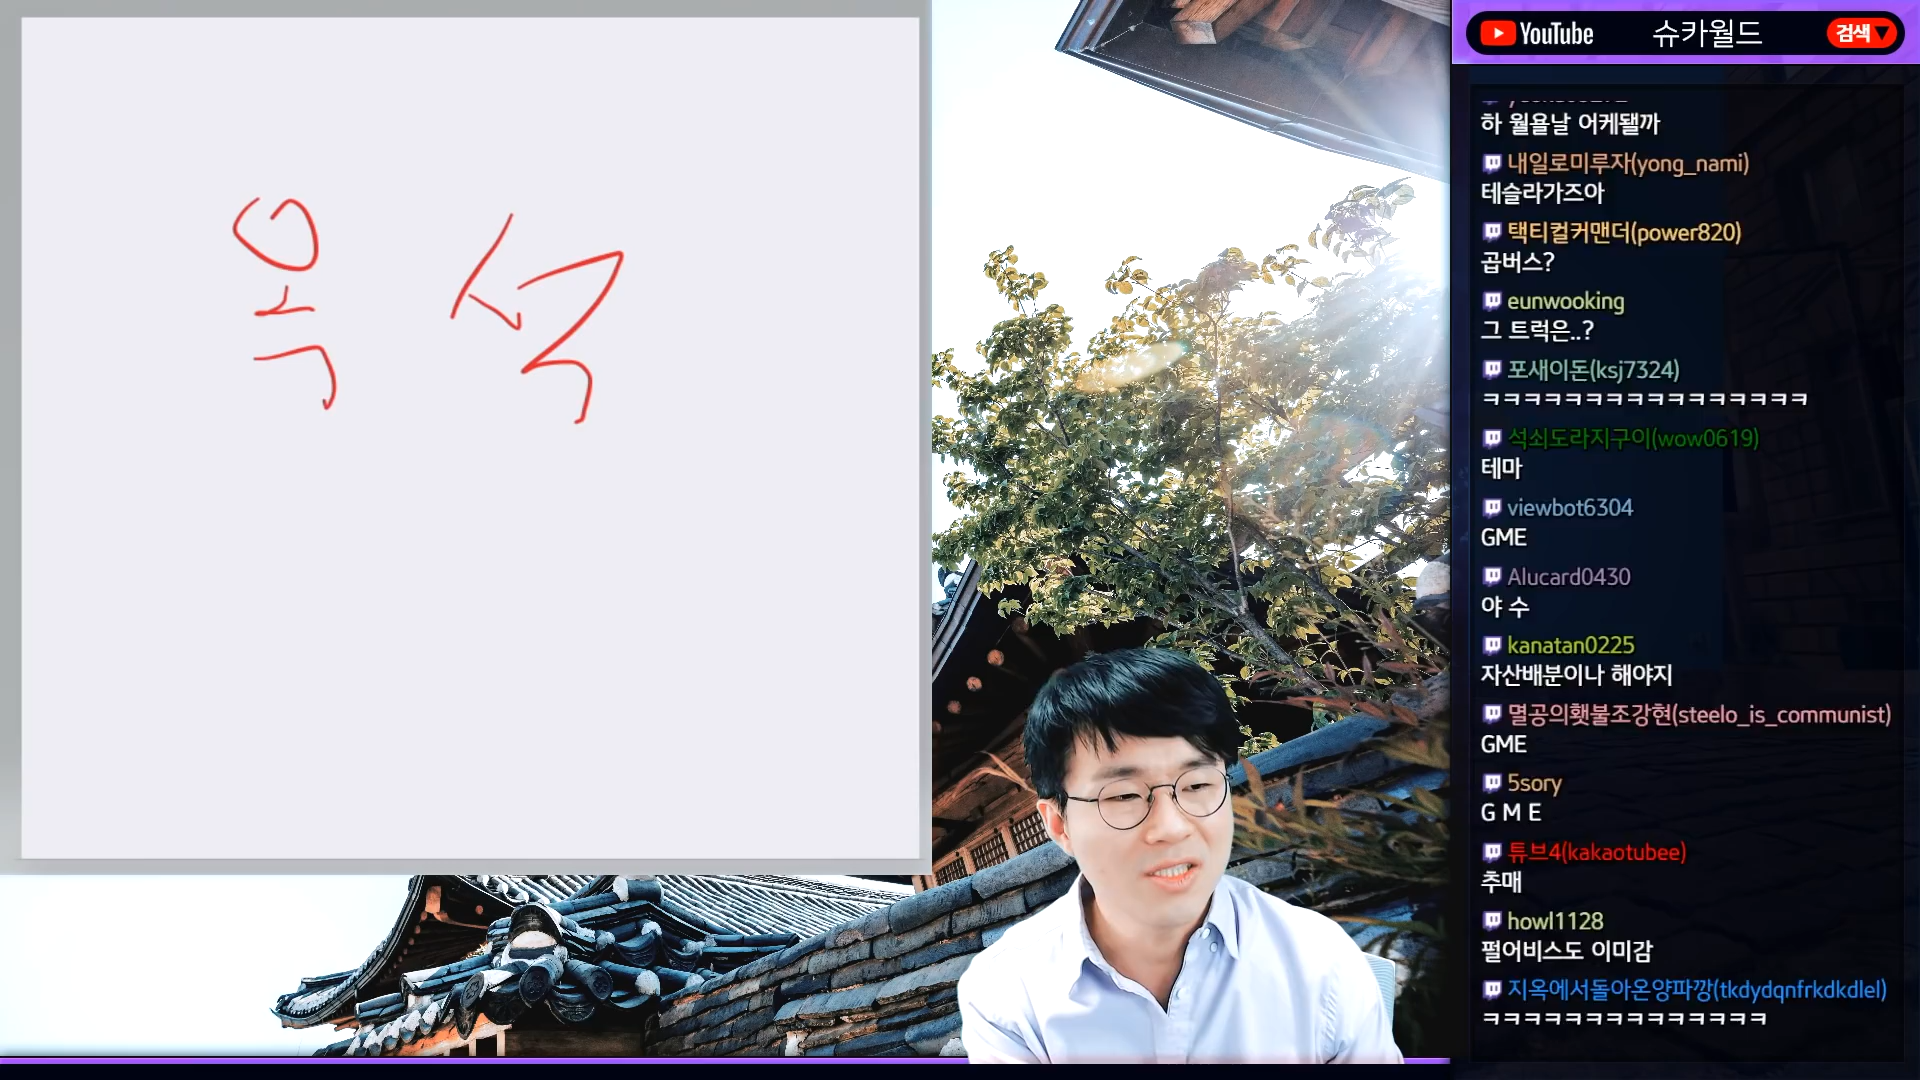 옥 석
YouTube 슈카월드 검색▼
하 월욜날 어케됄까
내일로미루자(yong_nami)
테슬라가즈아
택티컬커맨더(power820)
곱버스?
eunwooking
그 트럭은..?
포새이돈(ksj7324)
ㅋㅋㅋㅋㅋㅋㅋㅋㅋㅋㅋㅋㅋㅋㅋㅋ
석쇠도라지구이(wow0619)
테마
viewbot6304
GME
Alucard0430
야 수
kanatan0225
자산배분이나 해야지
멸공의횃불조강현(steelo_is_communist)
GME
5sory
G M E
튜브4(kakaotubee)
추매
howl1128
펄어비스도 이미감
지옥에서돌아온양파깡(tkdydqnfrkdkdlel)
ㅋㅋㅋㅋㅋㅋㅋㅋㅋㅋㅋㅋㅋㅋ